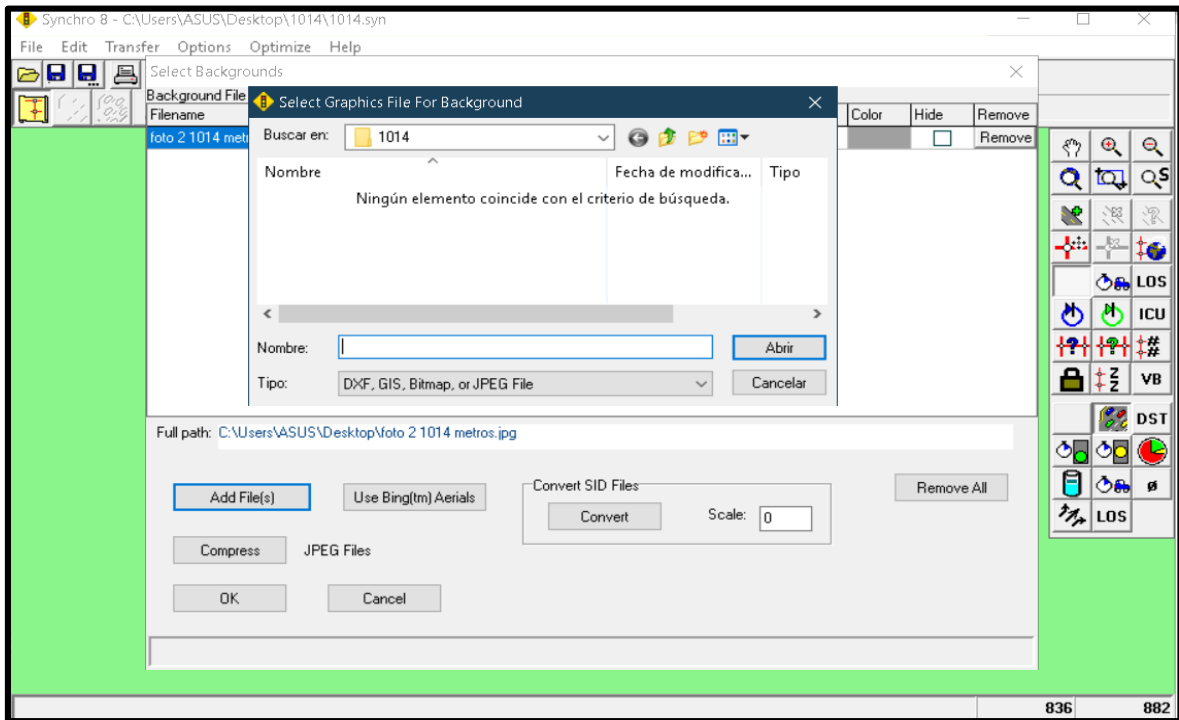 Synchro 8 - C:\Users\ASUS\Desktop\1014\1014.syn
File Edit Transfer Options Optimize Help
Select Backgrounds
Background File
Filename Color Hide Remove
foto 2 1014 met Remove
Select Graphics File For Background
Buscar en: 1014
Nombre Fecha de modifica... Tipo
Ningún elemento coincide con el criterio de búsqueda.
Nombre: Abrir
Tipo: DXF, GIS, Bitmap, or JPEG File Cancelar
Full path: C:\Users\ASUS\Desktop\foto 2 1014 metros.jpg
Add File(s) Use Bing(tm) Aerials Convert SID Files Remove All
Convert Scale: 0
Compress JPEG Files
OK Cancel
S
LOS
ICU
? ? # #
Z Z VB
DST
ø
LOS
836 882